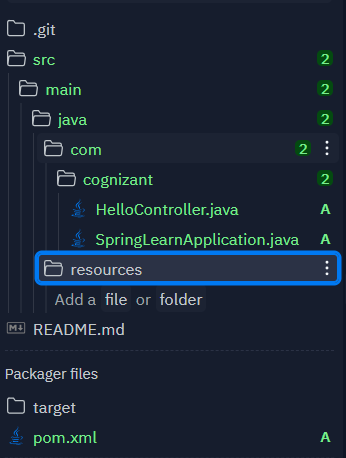 .git
src 2
main 2
java 2
com 2
cognizant 2
HelloController.java A
SpringLearnApplication.java A
resources
Add a file or folder
M↓ README.md
Packager files
target
pom.xml A